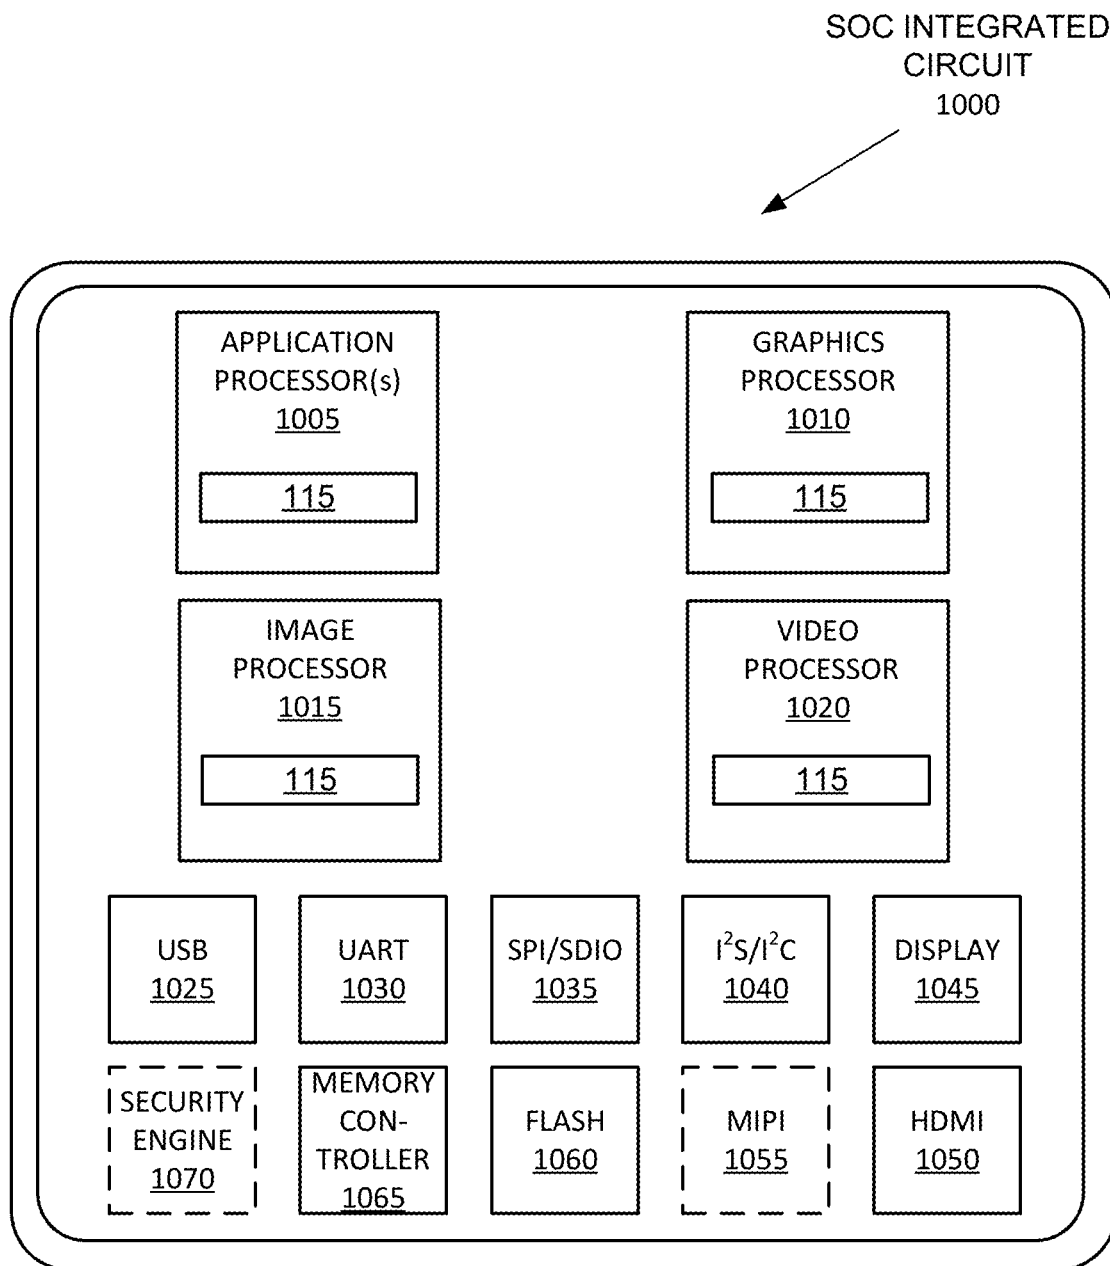 SOC INTEGRATED
CIRCUIT
1000
APPLICATION
PROCESSOR(s)
1005
115
GRAPHICS
PROCESSOR
1010
115
IMAGE
PROCESSOR
1015
115
VIDEO
PROCESSOR
1020
115
USB
1025
UART
1030
SPI/SDIO
1035
I²S/I²C
1040
DISPLAY
1045
SECURITY
ENGINE
1070
MEMORY
CON-
TROLLER
1065
FLASH
1060
MIPI
1055
HDMI
1050